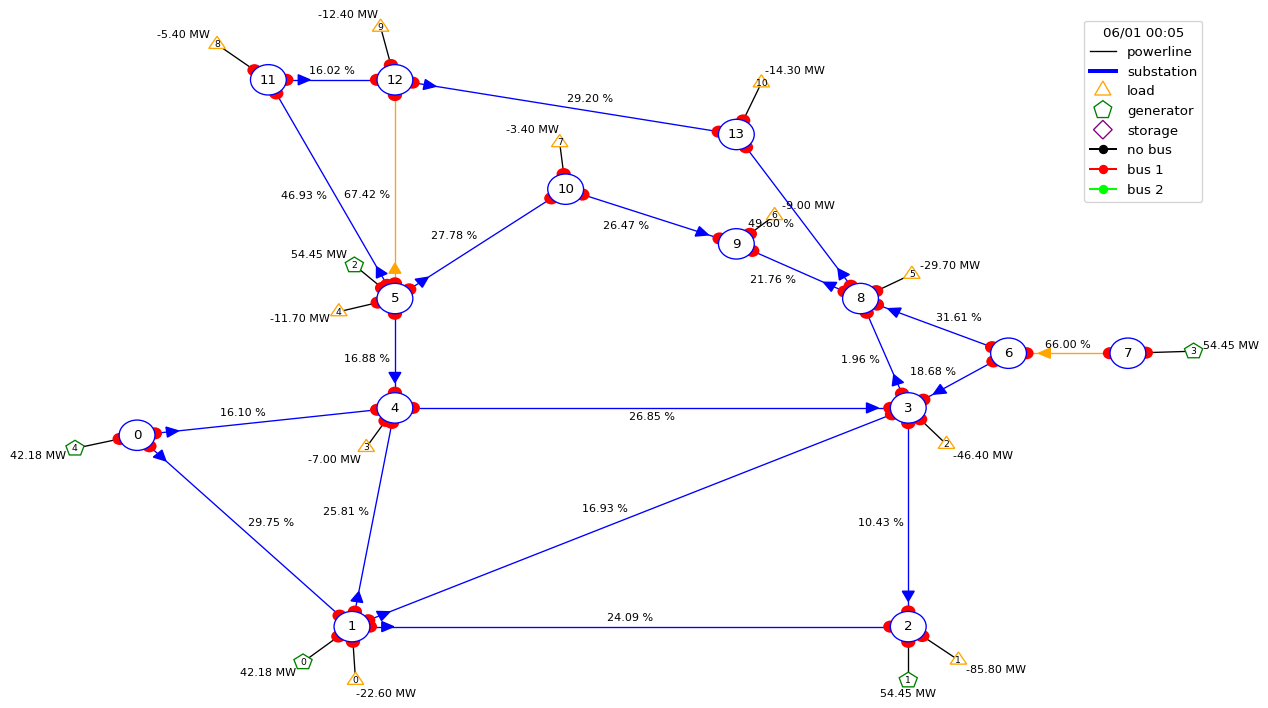 -12.40 MW
9
06/01 00:05
-5.40 MW
8
powerline
substation
load
generator
storage
no bus
bus 1
bus 2
11
16.02 %
12
-14.30 MW
10
29.20 %
13
-3.40 MW
7
46.93 %
67.42 %
10
-9.00 MW
6
49.60 %
26.47 %
27.78 %
9
54.45 MW
2
21.76 %
-29.70 MW
5
5
8
4
-11.70 MW
31.61 %
16.88 %
1.96 %
6
66.00 %
7
3
54.45 MW
18.68 %
16.10 %
4
26.85 %
3
0
4
42.18 MW
3
-7.00 MW
2
-46.40 MW
29.75 %
25.81 %
16.93 %
10.43 %
1
24.09 %
2
0
42.18 MW
0
-22.60 MW
1
54.45 MW
1
-85.80 MW